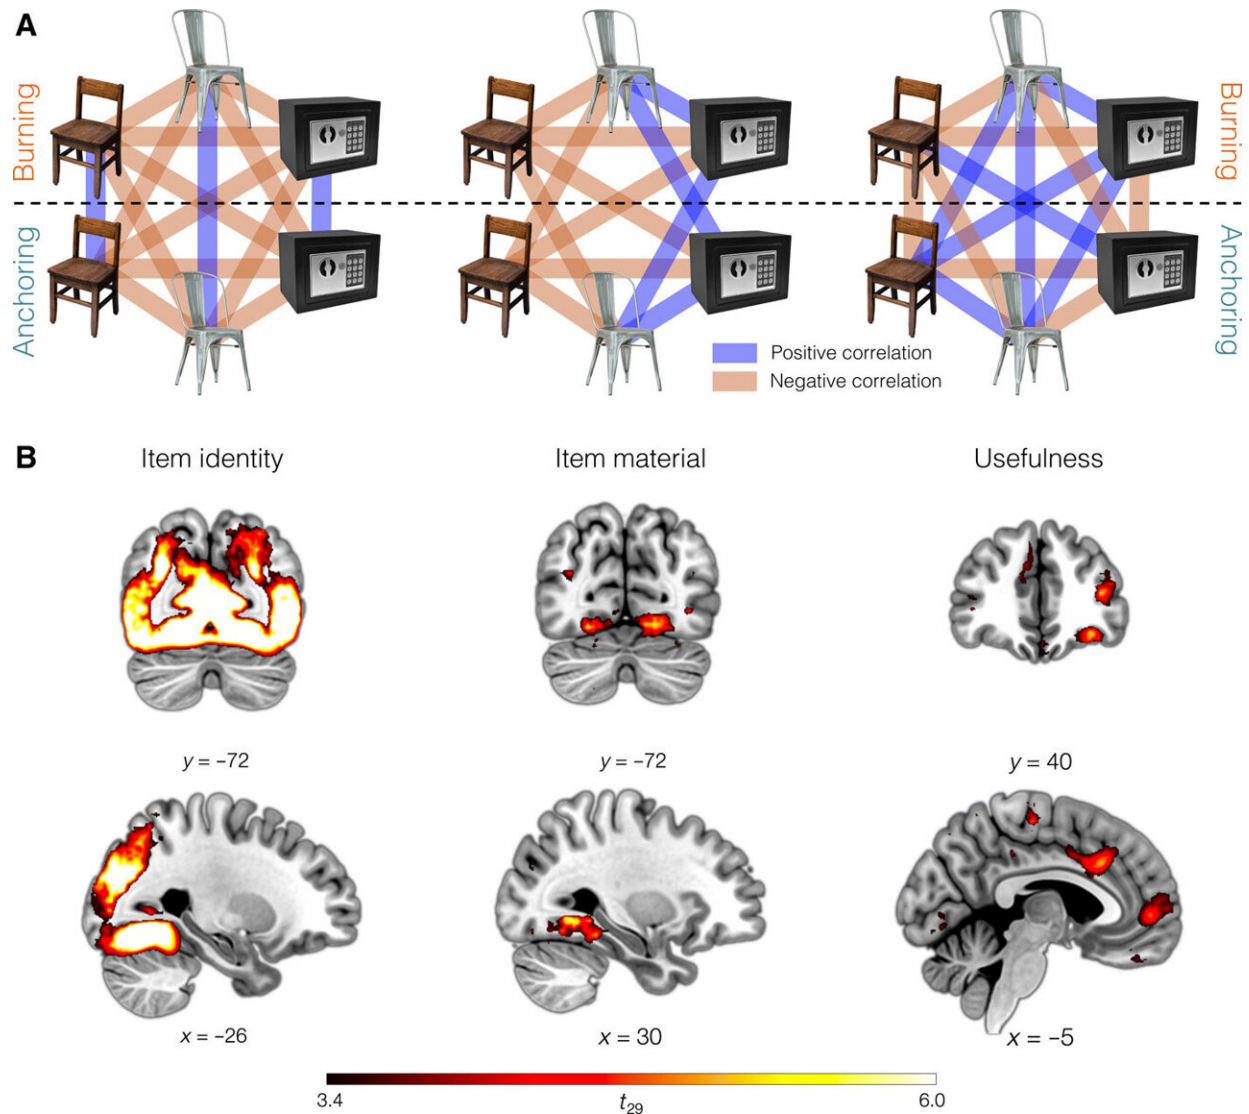 A
Burning
Burning
Anchoring
Anchoring
Positive correlation
Negative correlation
B
Item identity
Item material
Usefulness
y = –72
y = –72
y = 40
x = –26
x = 30
x = –5
3.4
t29
6.0